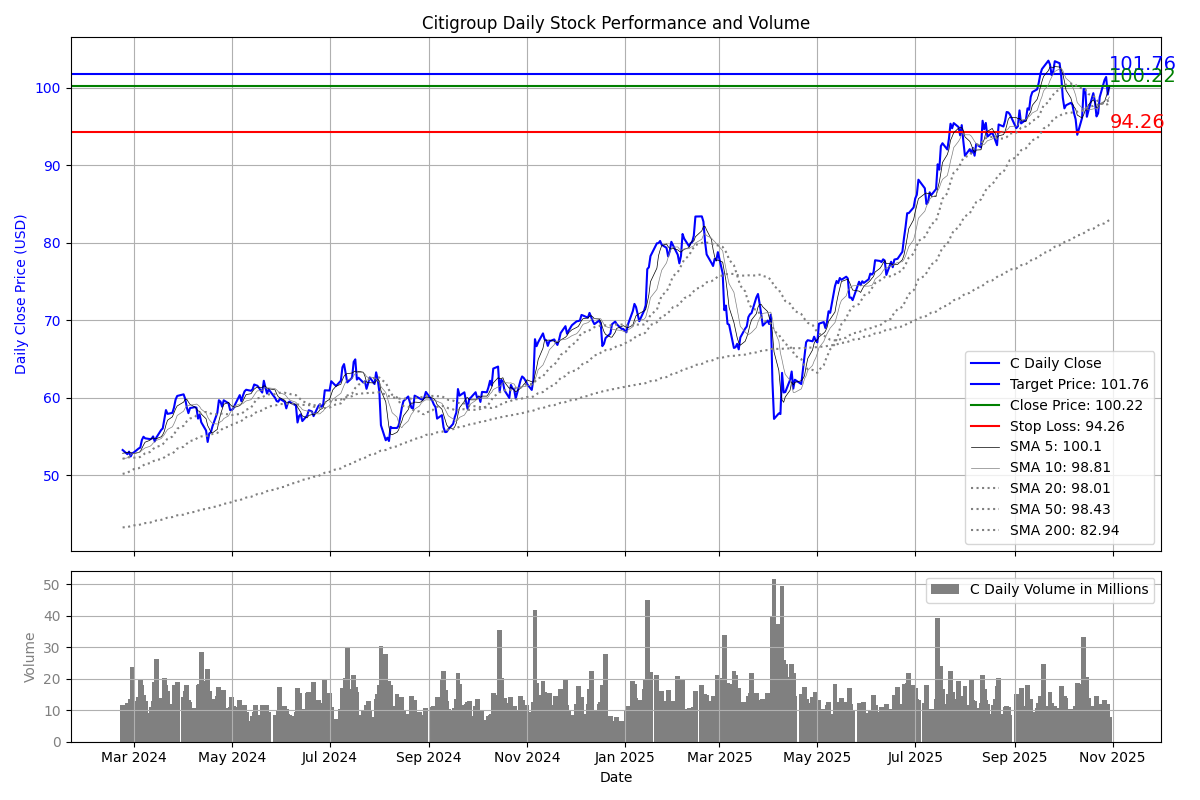 Citigroup Daily Stock Performance and Volume
Daily Close Price (USD)
100
90
80
70
60
50
101.76
100.22
94.26
C Daily Close
Target Price: 101.76
Close Price: 100.22
Stop Loss: 94.26
SMA 5: 100.1
SMA 10: 98.81
SMA 20: 98.01
SMA 50: 98.43
SMA 200: 82.94
Volume
50
40
30
20
10
0
C Daily Volume in Millions
Mar 2024 May 2024 Jul 2024 Sep 2024 Nov 2024 Jan 2025 Mar 2025 May 2025 Jul 2025 Sep 2025 Nov 2025
Date